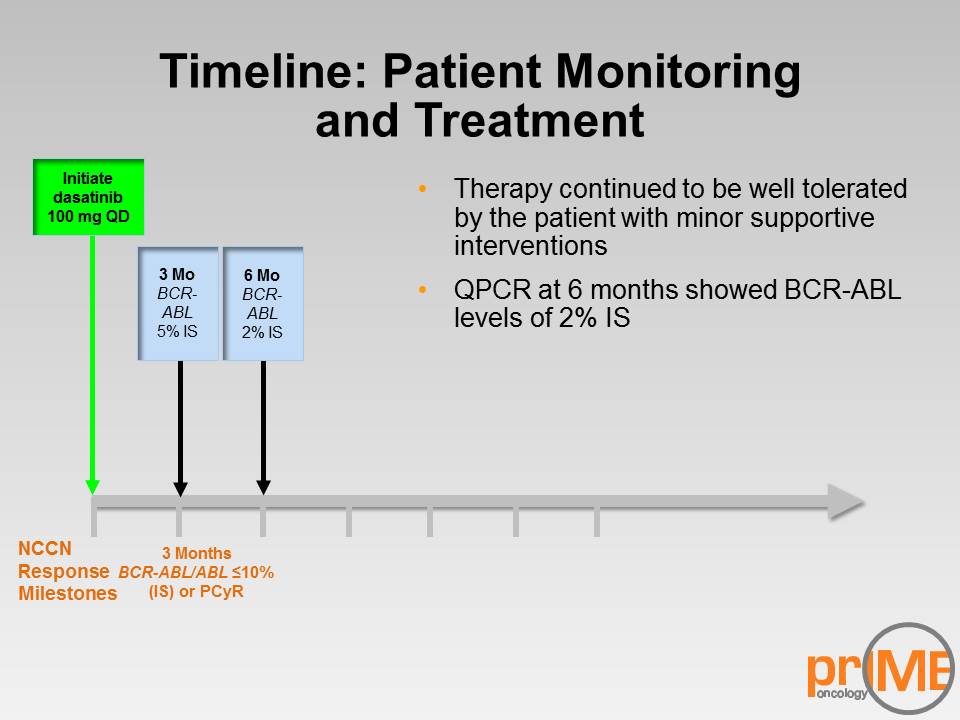 Timeline: Patient Monitoring
and Treatment
Initiate
dasatinib
100 mg QD
3 Mo
BCR-
ABL
5% IS
6 Mo
BCR-
ABL
2% IS
• Therapy continued to be well tolerated
by the patient with minor supportive
interventions
• QPCR at 6 months showed BCR-ABL
levels of 2% IS
NCCN
Response
Milestones
3 Months
BCR-ABL/ABL ≤10%
(IS) or PCyR
prIME
oncology